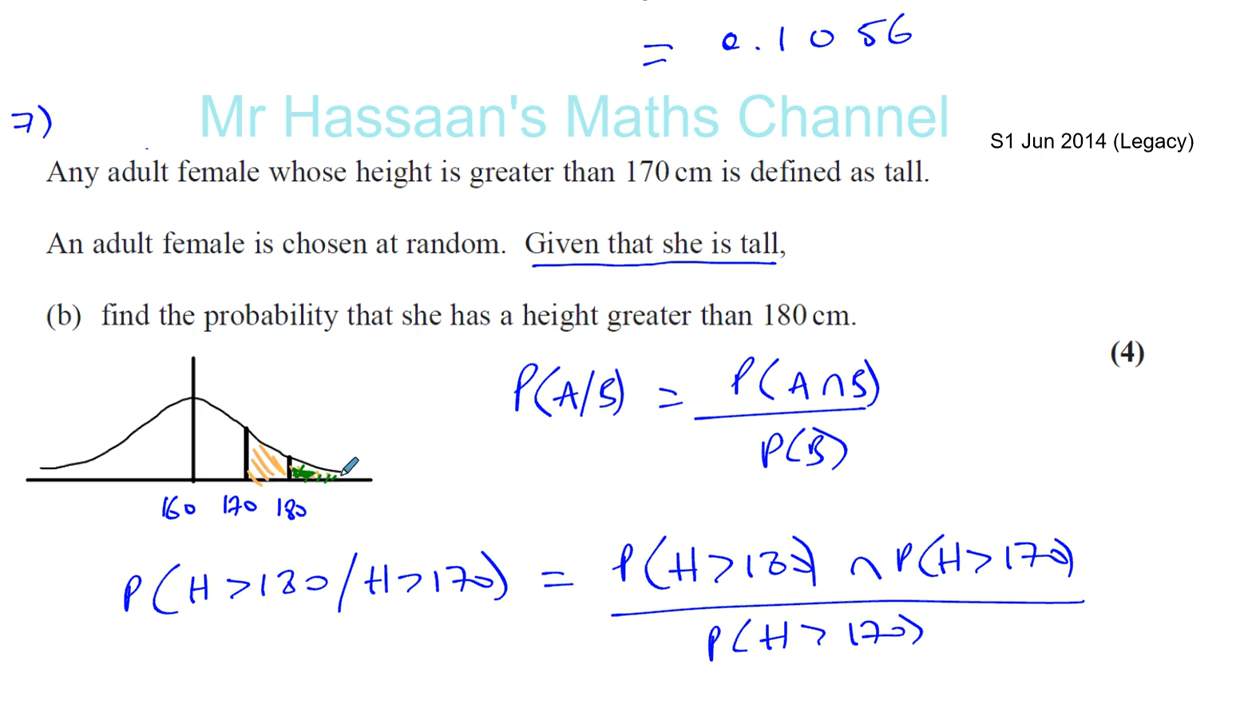 = 0.1056
7)
Mr Hassaan's Maths Channel
S1 Jun 2014 (Legacy)
Any adult female whose height is greater than 170 cm is defined as tall.
An adult female is chosen at random. Given that she is tall,
(b) find the probability that she has a height greater than 180 cm.
(4)
P(A/B) = P(A∩B)
P(B)
160 170 180
P(H>180/H>170) = P(H>180) ∩ P(H>170)
P(H>170)